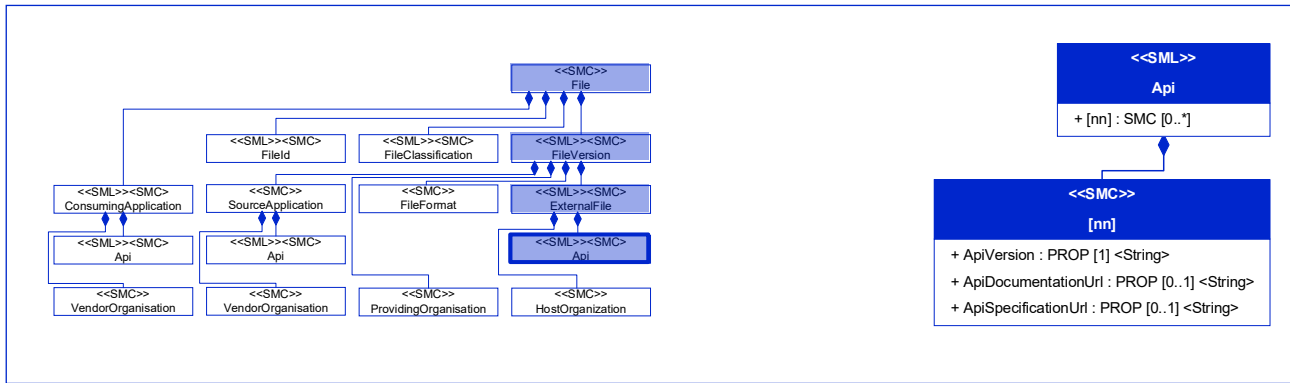 <<SMC>>
File
<<SML>><SMC>
FileId
<<SML>><SMC>
FileClassification
<<SML>><SMC>
FileVersion
<<SML>><SMC>
ConsumingApplication
<<SMC>>
SourceApplication
<<SMC>>
FileFormat
<<SML>><SMC>
ExternalFile
<<SML>><SMC>
Api
<<SML>><SMC>
Api
<<SML>><SMC>
Api
<<SMC>>
VendorOrganisation
<<SMC>>
VendorOrganisation
<<SMC>>
ProvidingOrganisation
<<SMC>>
HostOrganization
<<SML>>
Api
+ [nn] : SMC [0..*]
<<SMC>>
[nn]
+ ApiVersion : PROP [1] <String>
+ ApiDocumentationUrl : PROP [0..1] <String>
+ ApiSpecificationUrl : PROP [0..1] <String>